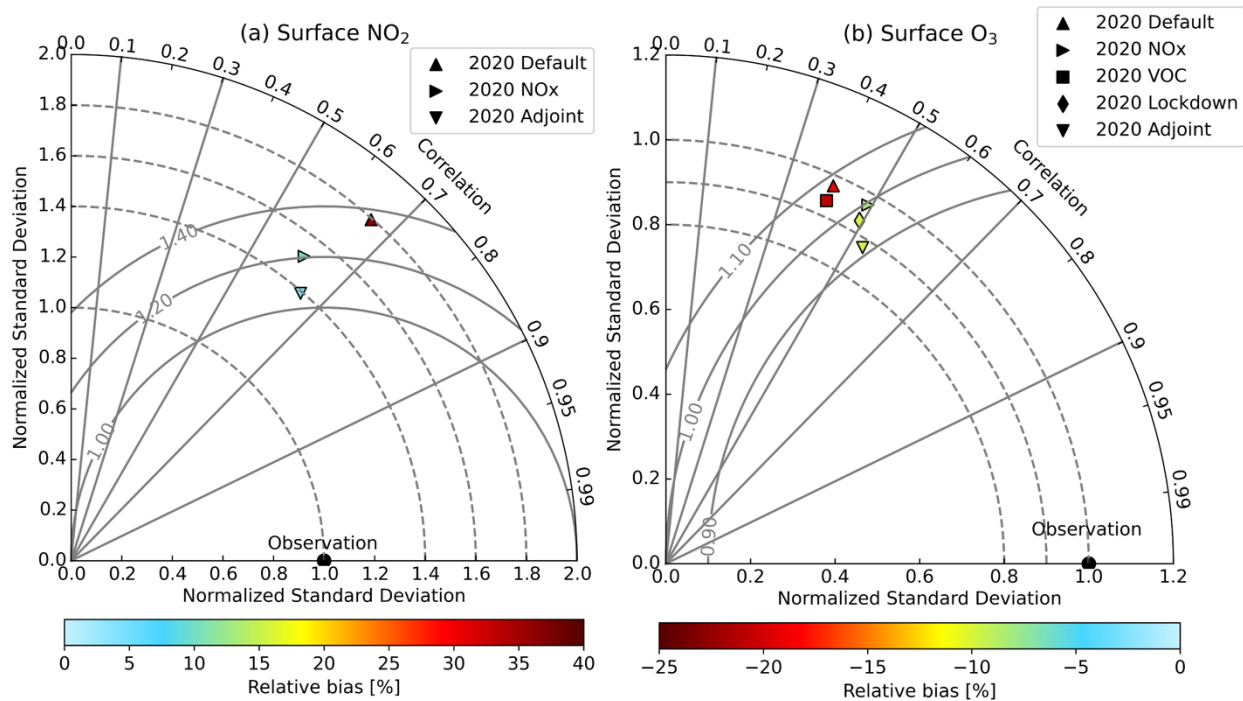 (a) Surface NO₂
2020 Default
2020 NOx
2020 Adjoint
0.0
0.1
0.2
0.3
0.4
0.5
0.6
0.7
0.8
0.9
0.95
0.99
Correlation
2.0
1.8
1.6
1.4
1.2
1.0
0.8
0.6
0.4
0.2
0.0
Normalized Standard Deviation
1.40
1.20
1.00
Observation
0.0 0.2 0.4 0.6 0.8 1.0 1.2 1.4 1.6 1.8 2.0
Normalized Standard Deviation
0 5 10 15 20 25 30 35 40
Relative bias [%]
(b) Surface O₃
2020 Default
2020 NOx
2020 VOC
2020 Lockdown
2020 Adjoint
0.0
0.1
0.2
0.3
0.4
0.5
0.6
0.7
0.9
0.95
0.99
Correlation
1.2
1.0
0.8
0.6
0.4
0.2
0.0
Normalized Standard Deviation
1.10
1.00
0.90
Observation
0.0 0.2 0.4 0.6 0.8 1.0 1.2
Normalized Standard Deviation
−25 −20 −15 −10 −5 0
Relative bias [%]